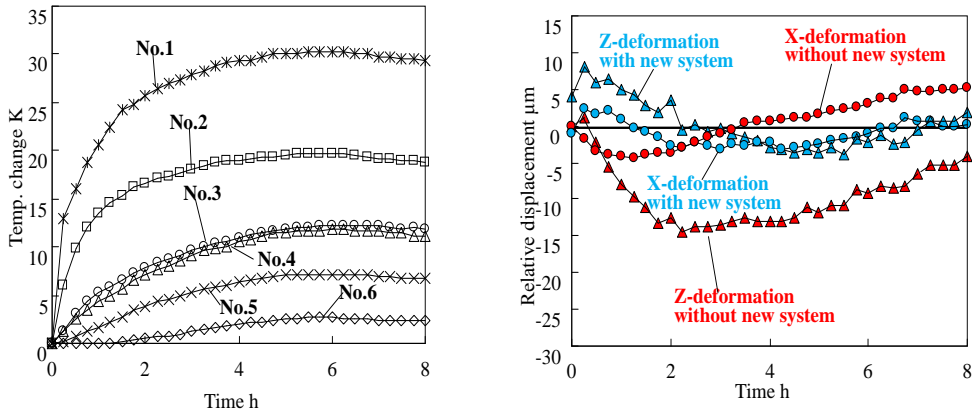 35
30
25
20
15
10
5
0
Temp. change K
No.1
No.2
No.3
No.4
No.5
No.6
0
2
4
6
8
Time h
15
10
5
0
-5
-10
-15
-20
-25
-30
Relative displacement μm
Z-deformation
with new system
X-deformation
without new system
X-deformation
with new system
Z-deformation
without new system
0
2
4
6
8
Time h